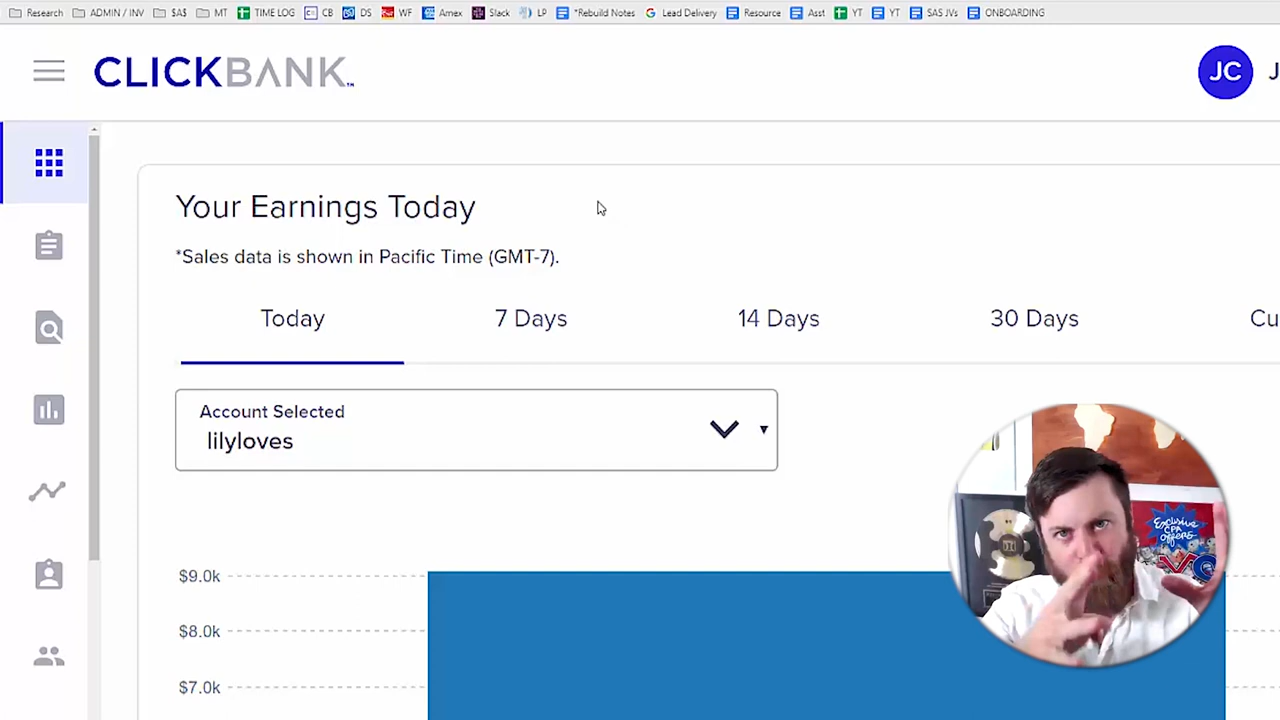 Research ADMIN / INV $A$ MT TIME LOG CB DS WF Amex Slack LP *Rebuild Notes Lead Delivery Resource Asst YT YT SAS JVs ONBOARDING
CLICKBANK
JC
Your Earnings Today
*Sales data is shown in Pacific Time (GMT-7).
Today 7 Days 14 Days 30 Days Cu
Account Selected
lilyloves
$9.0k
$8.0k
$7.0k
Exclusive
CPA
offers